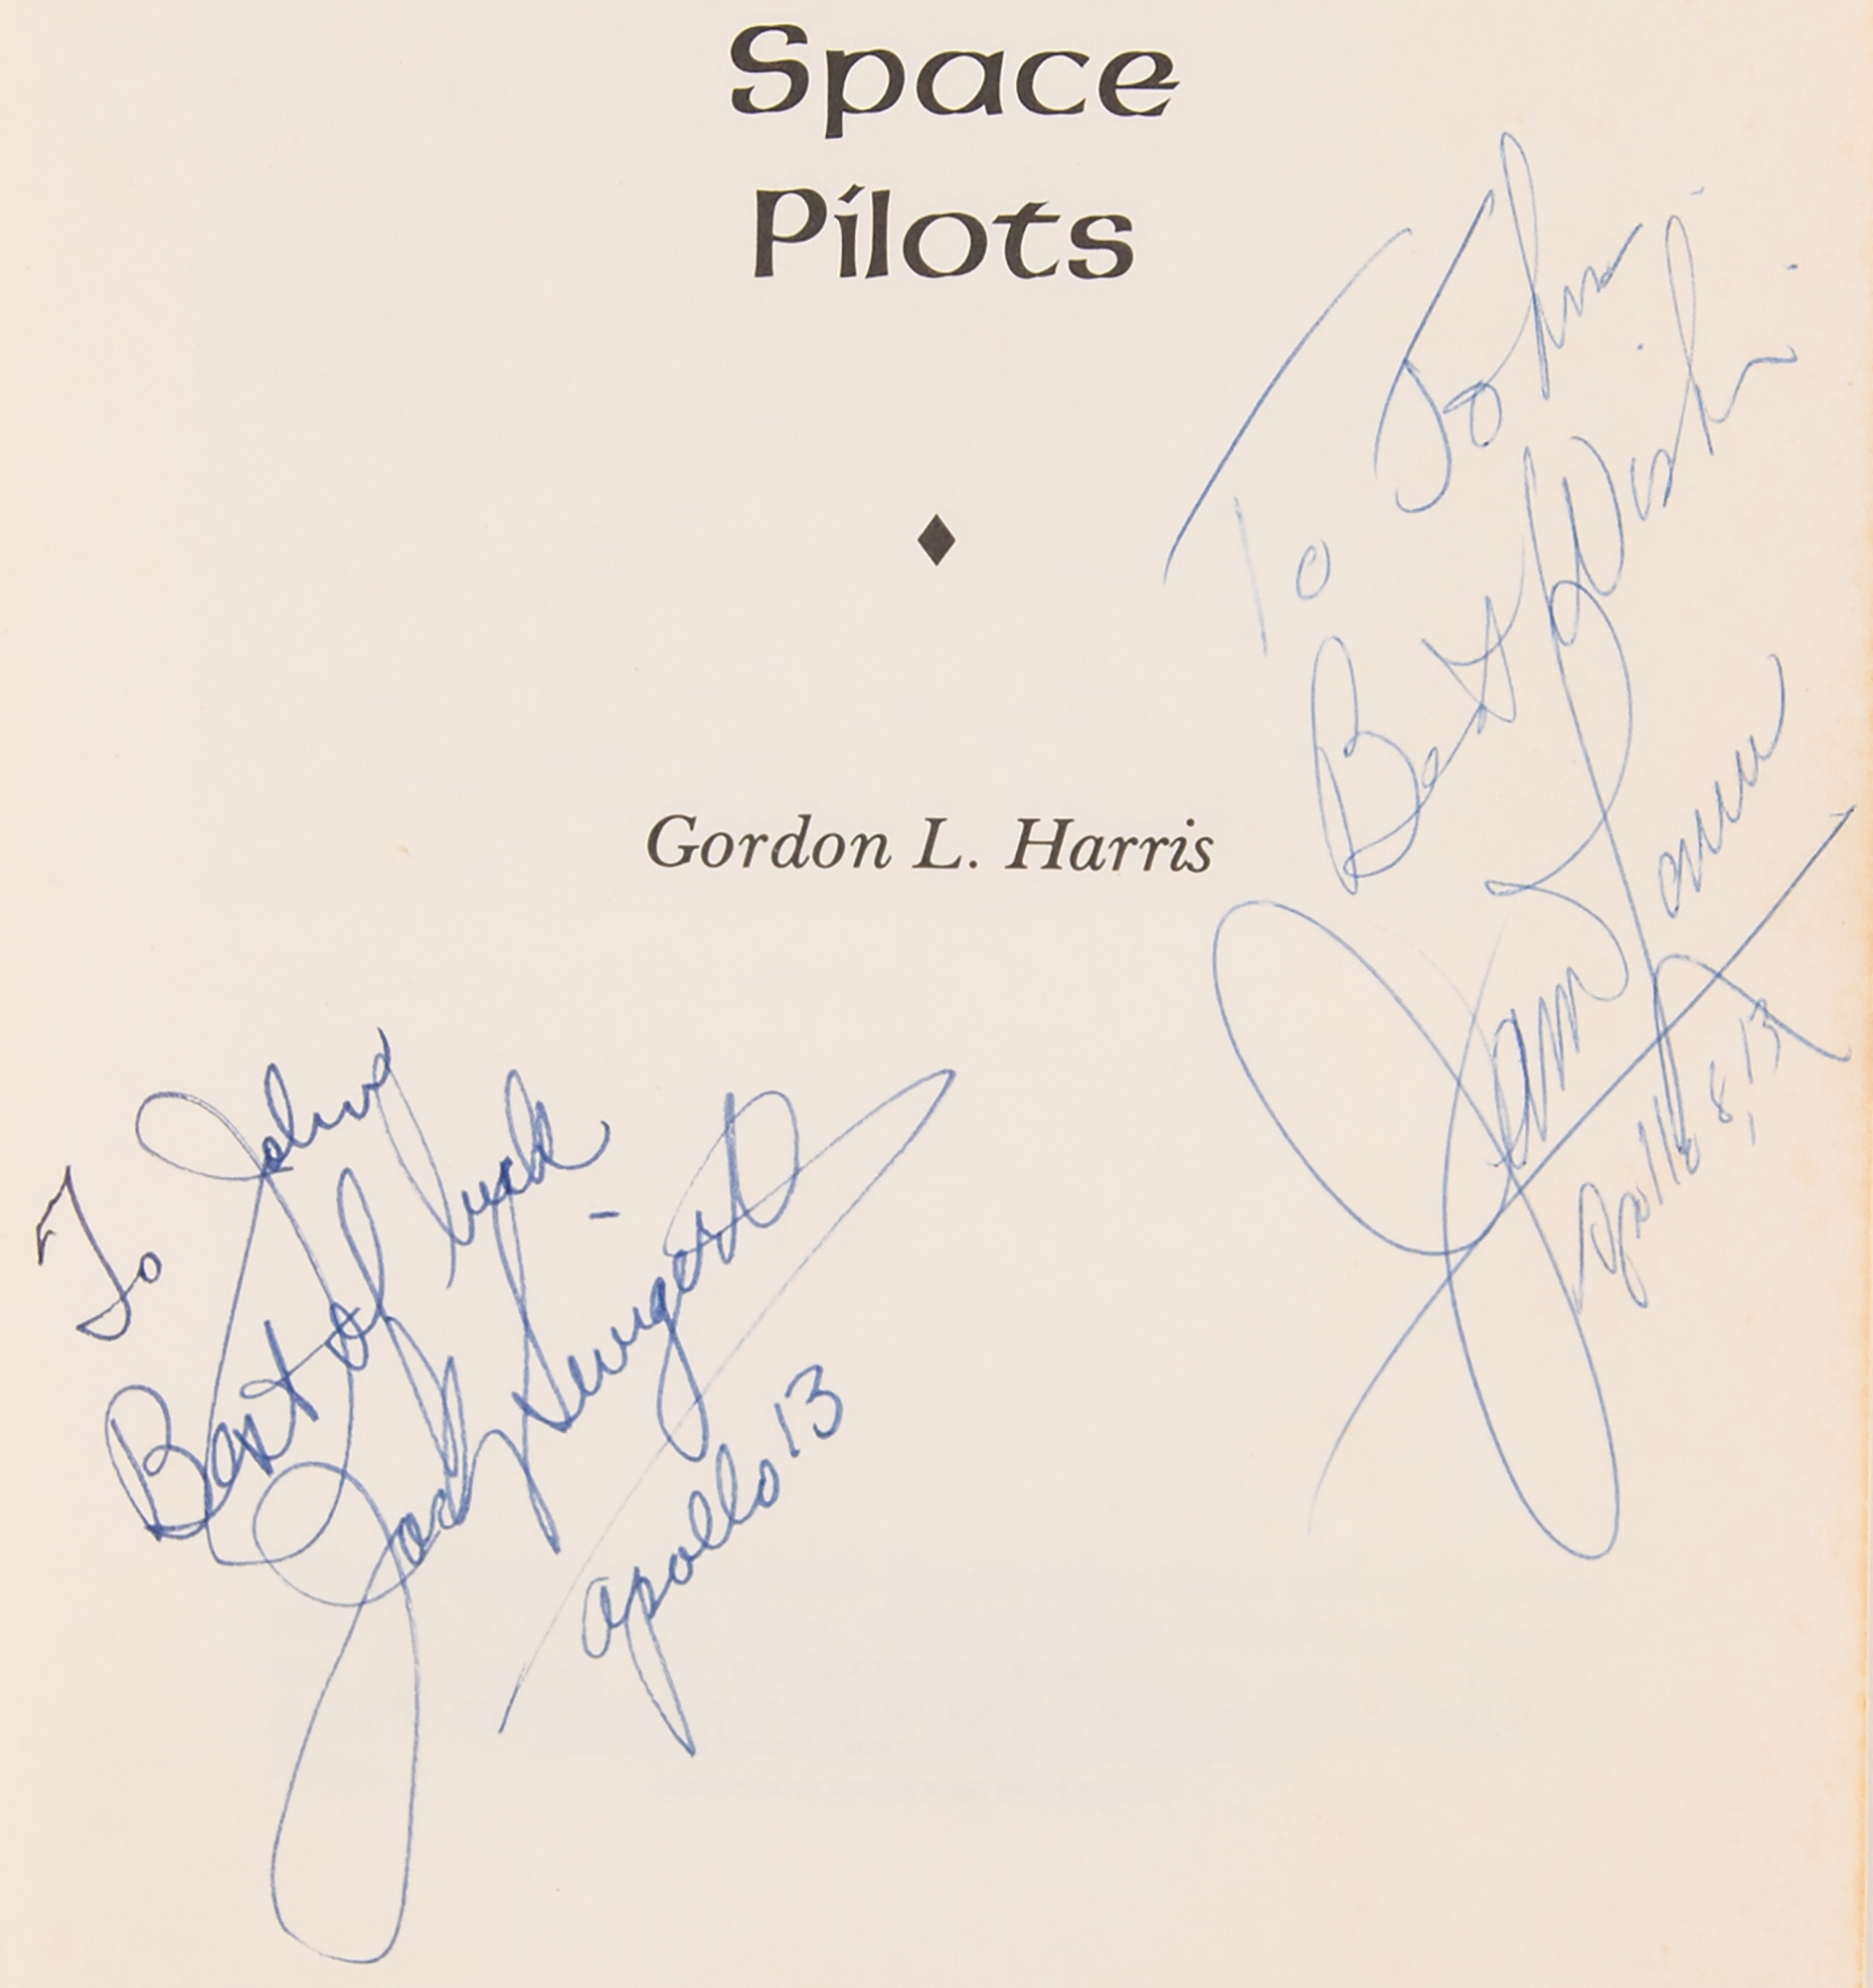 Space
Pilots
Gordon L. Harris
To John
Best Wishes
James Lovell
Apollo 8, 13
To John
Best of luck –
Jack Swigert
Apollo 13